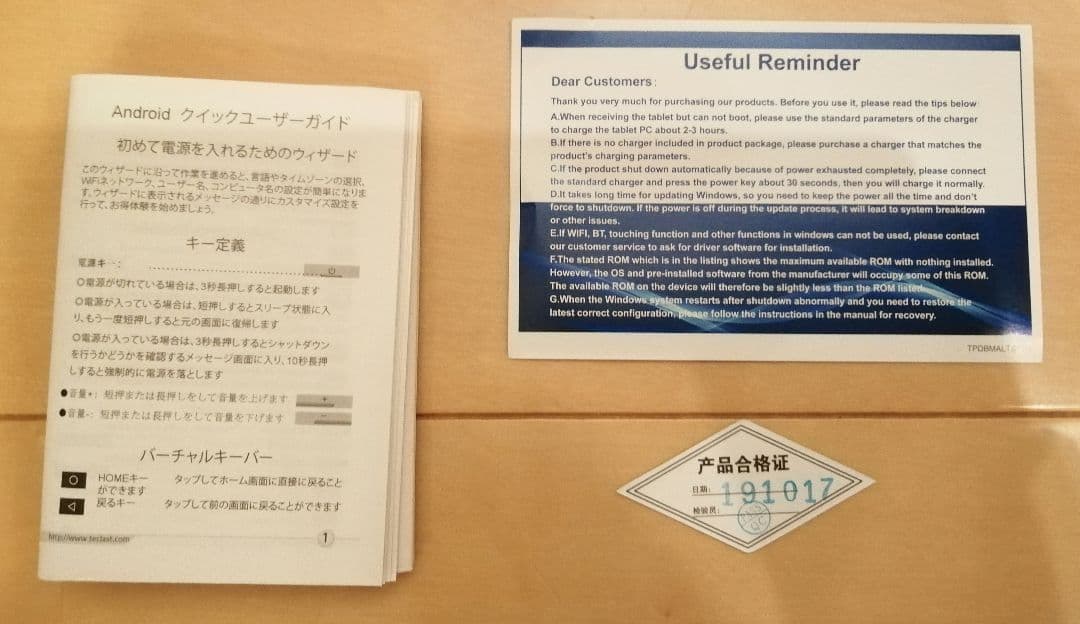 Android クイックユーザーガイド
初めて電源を入れるためのウィザード
このウィザードに沿って作業を進めると、言語やタイムゾーンの選択、
WiFiネットワーク、ユーザー名、コンピュータ名の設定が簡単になりま
す。ウィザードに表示されるメッセージの通りにカスタマイズ設定を
行って、お得体験を始めましょう。
キー定義
電源キー:
○電源が切れている場合は、3秒長押しすると起動します
○電源が入っている場合は、短押しするとスリープ状態に入
り、もう一度短押しすると元の画面に復帰します
○電源が入っている場合は、3秒長押しするとシャットダウン
を行うかどうかを確認するメッセージ画面に入り、10秒長押
しすると強制的に電源を落とします
●音量+: 短押または長押しをして音量を上げます
●音量-: 短押または長押しをして音量を下げます
バーチャルキーバー
HOMEキー タップしてホーム画面に直接に戻ること
ができます
戻るキー タップして前の画面に戻ることができます
http://www.teclast.com
1
Useful Reminder
Dear Customers:
Thank you very much for purchasing our products. Before you use it, please read the tips below
A.When receiving the tablet but can not boot, please use the standard parameters of the charger
to charge the tablet PC about 2-3 hours.
B.If there is no charger included in product package, please purchase a charger that matches the
product's charging parameters.
C.If the product shut down automatically because of power exhausted completely, please connect
the standard charger and press the power key about 30 seconds, then you will charge it normally.
D.It takes long time for updating Windows, so you need to keep the power all the time and don't
force to shutdown. If the power is off during the update process, it will lead to system breakdown
or other issues.
E.If WIFI, BT, touching function and other functions in windows can not be used, please contact
our customer service to ask for driver software for installation.
F.The stated ROM which is in the listing shows the maximum available ROM with nothing installed.
However, the OS and pre-installed software from the manufacturer will occupy some of this ROM.
The available ROM on the device will therefore be slightly less than the ROM listed.
G.When the Windows system restarts after shutdown abnormally and you need to restore the
latest correct configuration, please follow the instructions in the manual for recovery.
产品合格证
日期: 191017
检验员:
QC